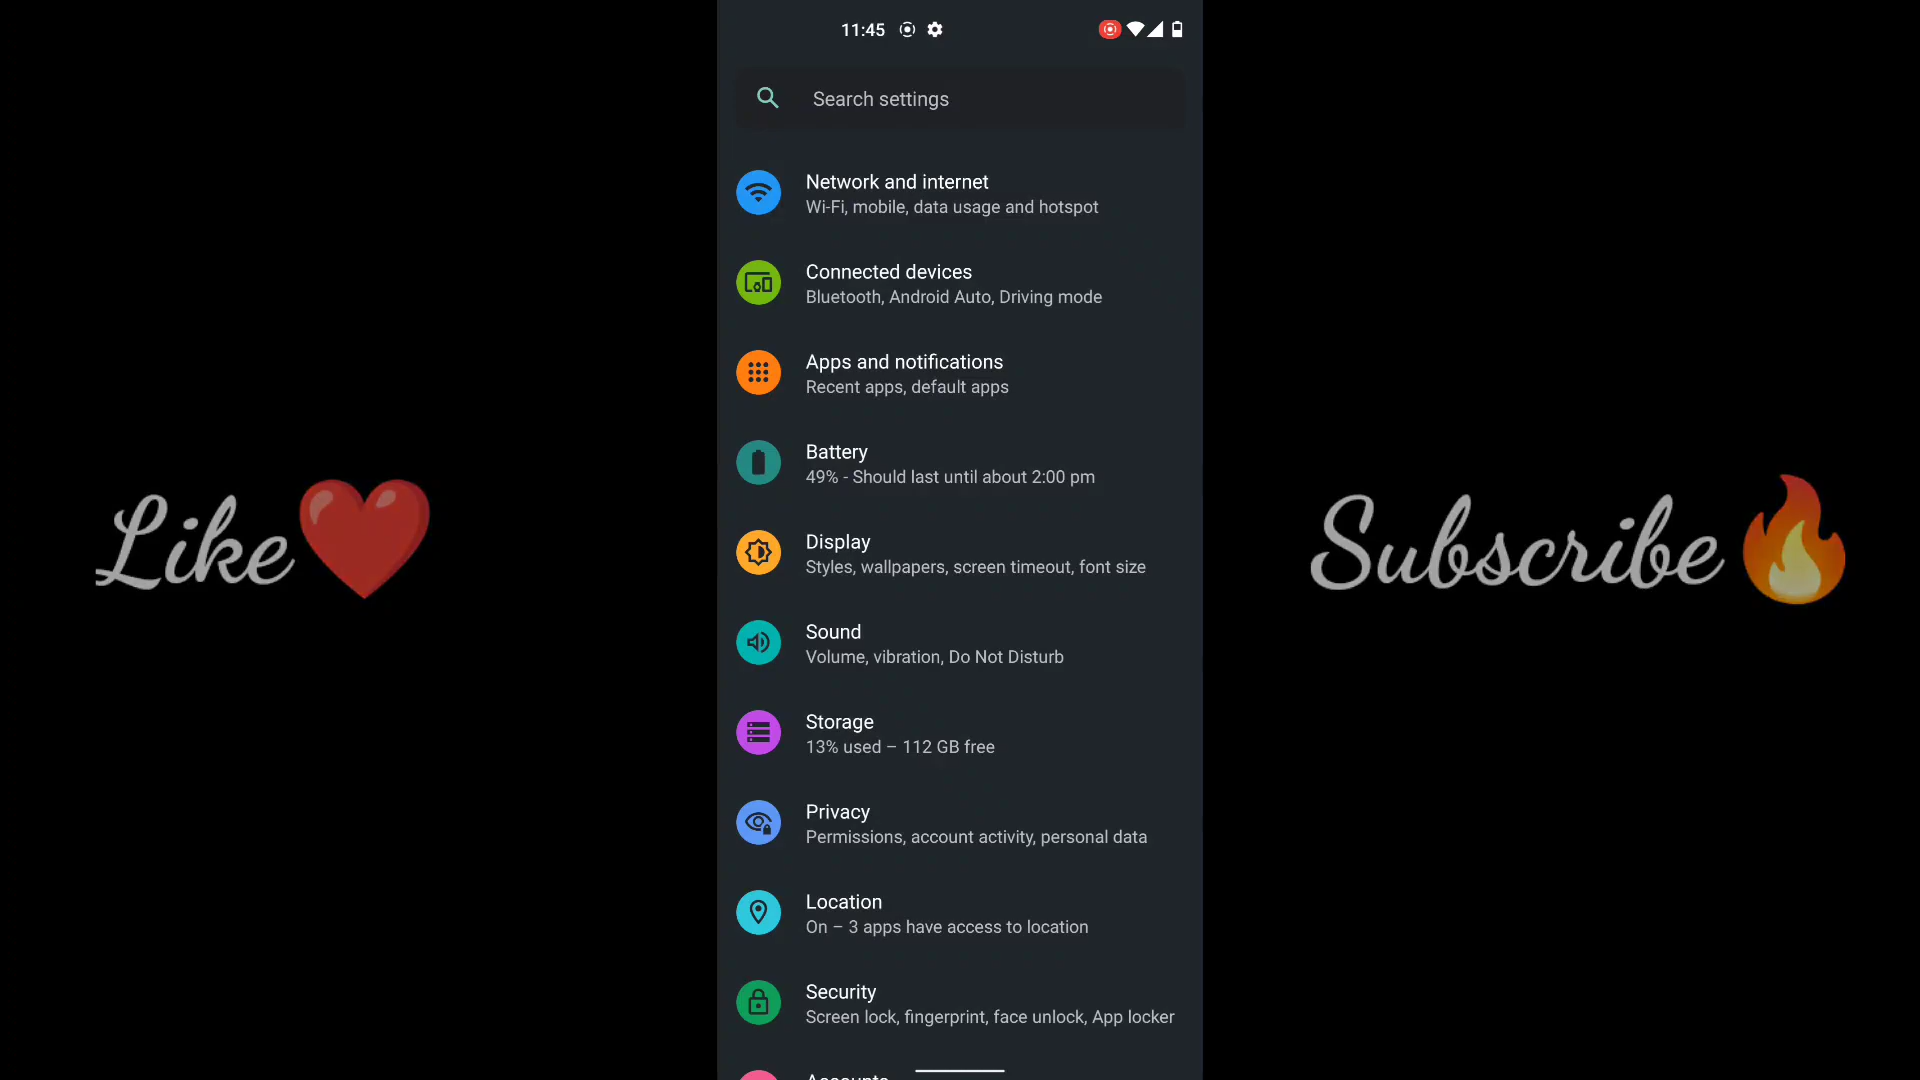 11:45
Search settings
Network and internet
Wi-Fi, mobile, data usage and hotspot
Connected devices
Bluetooth, Android Auto, Driving mode
Apps and notifications
Recent apps, default apps
Battery
49% - Should last until about 2:00 pm
Display
Styles, wallpapers, screen timeout, font size
Like
Subscribe
Sound
Volume, vibration, Do Not Disturb
Storage
13% used – 112 GB free
Privacy
Permissions, account activity, personal data
Location
On – 3 apps have access to location
Security
Screen lock, fingerprint, face unlock, App locker